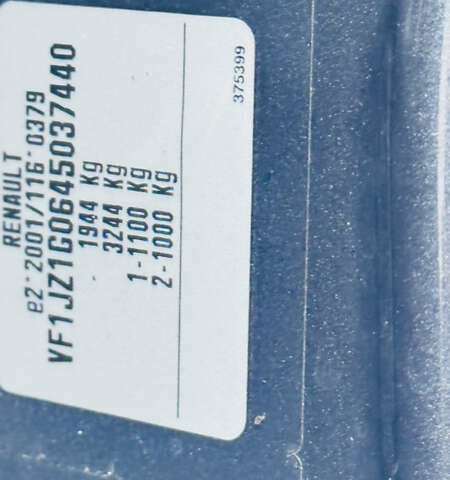 RENAULT
e2*2001/116*0379
VF1JZ1G0645037440
1944 Kg
3244 Kg
1-1100 Kg
2-1000 Kg
375399